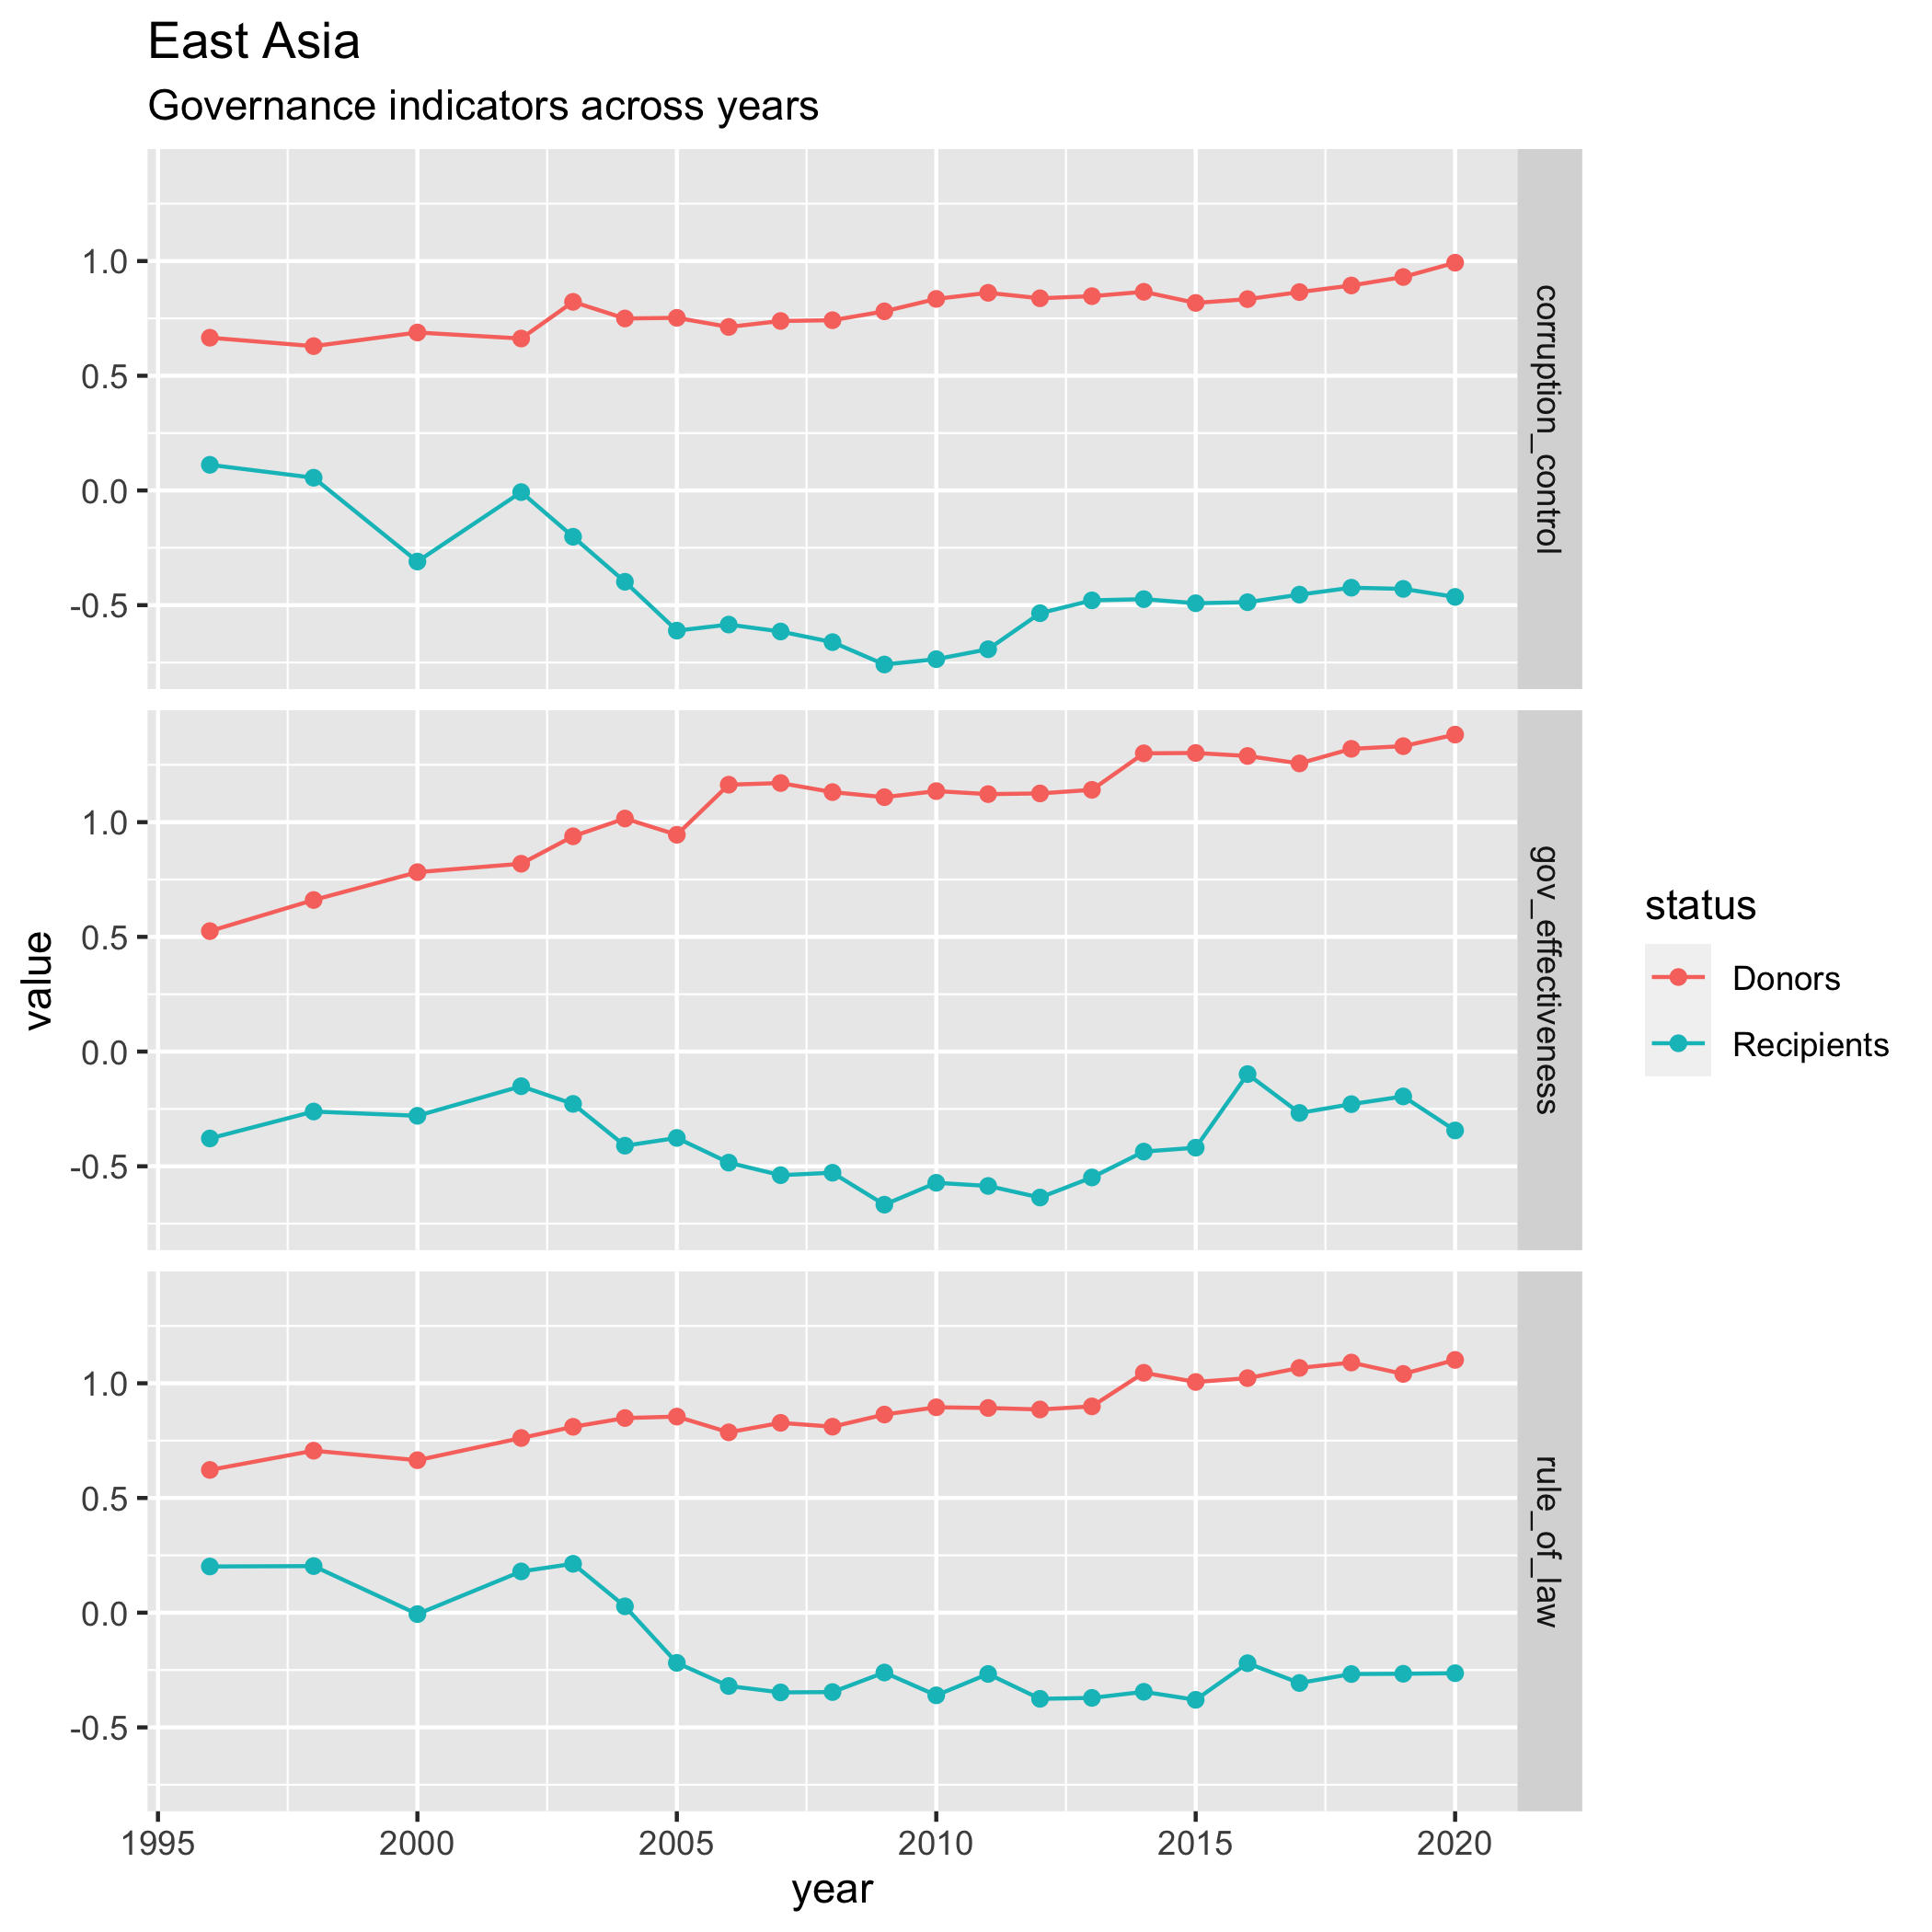 East Asia
Governance indicators across years
value
1.0
0.5
0.0
-0.5
corruption_control
1.0
0.5
0.0
-0.5
gov_effectiveness
1.0
0.5
0.0
-0.5
rule_of_law
1995 2000 2005 2010 2015 2020
year
status
Donors
Recipients